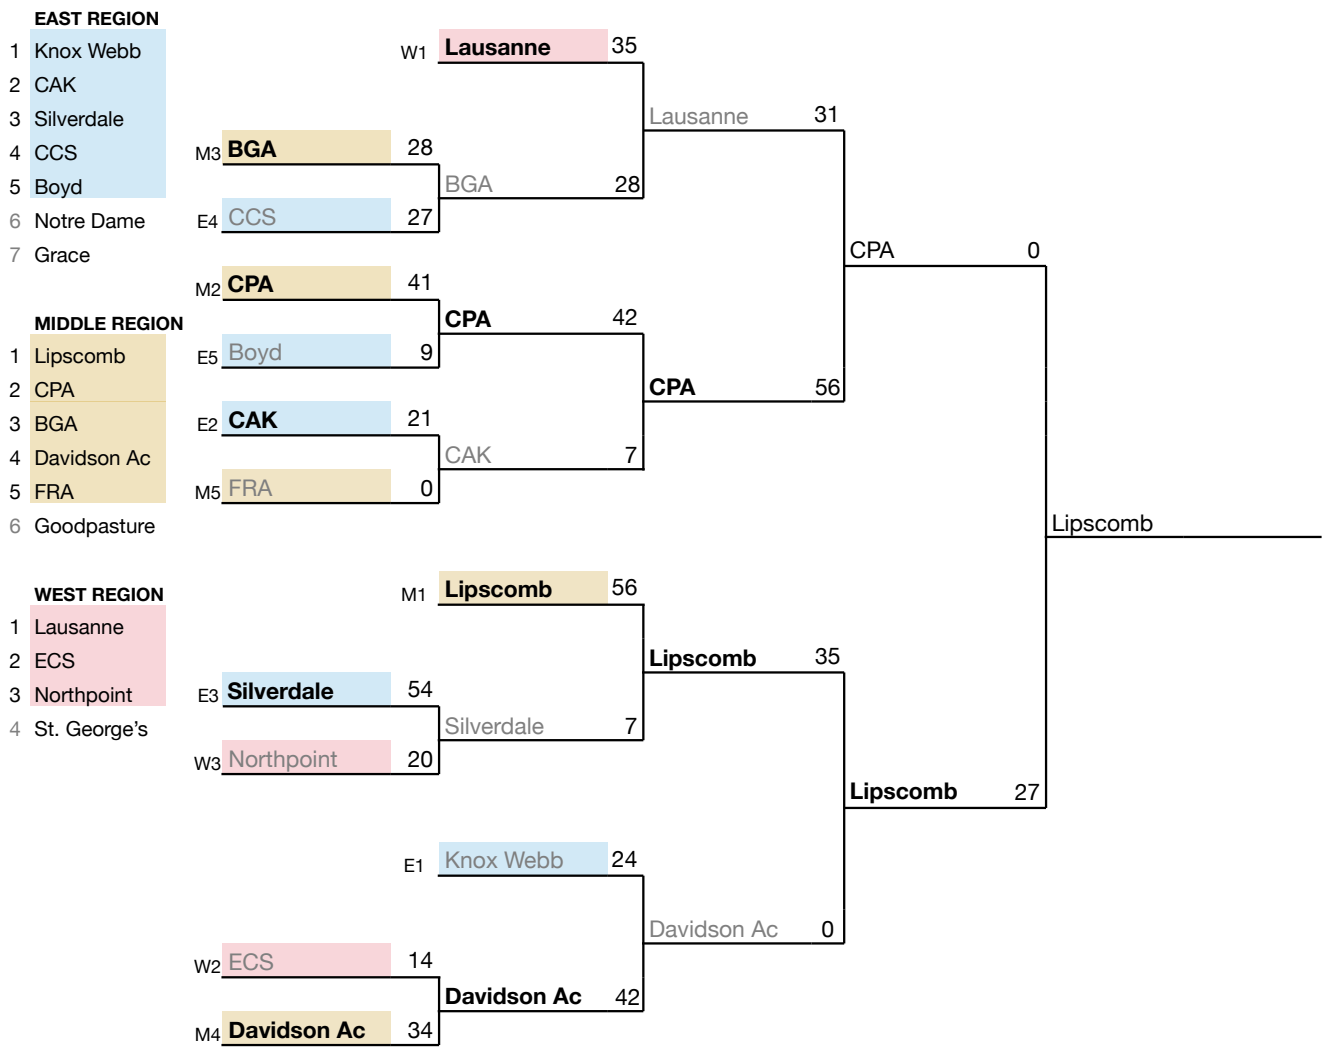 EAST REGION
1 Knox Webb
2 CAK
3 Silverdale
4 CCS
5 Boyd
6 Notre Dame
7 Grace
MIDDLE REGION
1 Lipscomb
2 CPA
3 BGA
4 Davidson Ac
5 FRA
6 Goodpasture
WEST REGION
1 Lausanne
2 ECS
3 Northpoint
4 St. George’s
M3 BGA 28
E4 CCS 27
M2 CPA 41
E5 Boyd 9
E2 CAK 21
M5 FRA 0
E3 Silverdale 54
W3 Northpoint 20
W2 ECS 14
M4 Davidson Ac 34
W1 Lausanne 35
BGA 28
CPA 42
CAK 7
M1 Lipscomb 56
Silverdale 7
E1 Knox Webb 24
Davidson Ac 42
Lausanne 31
CPA 56
Lipscomb 35
Davidson Ac 0
CPA 0
Lipscomb 27
Lipscomb